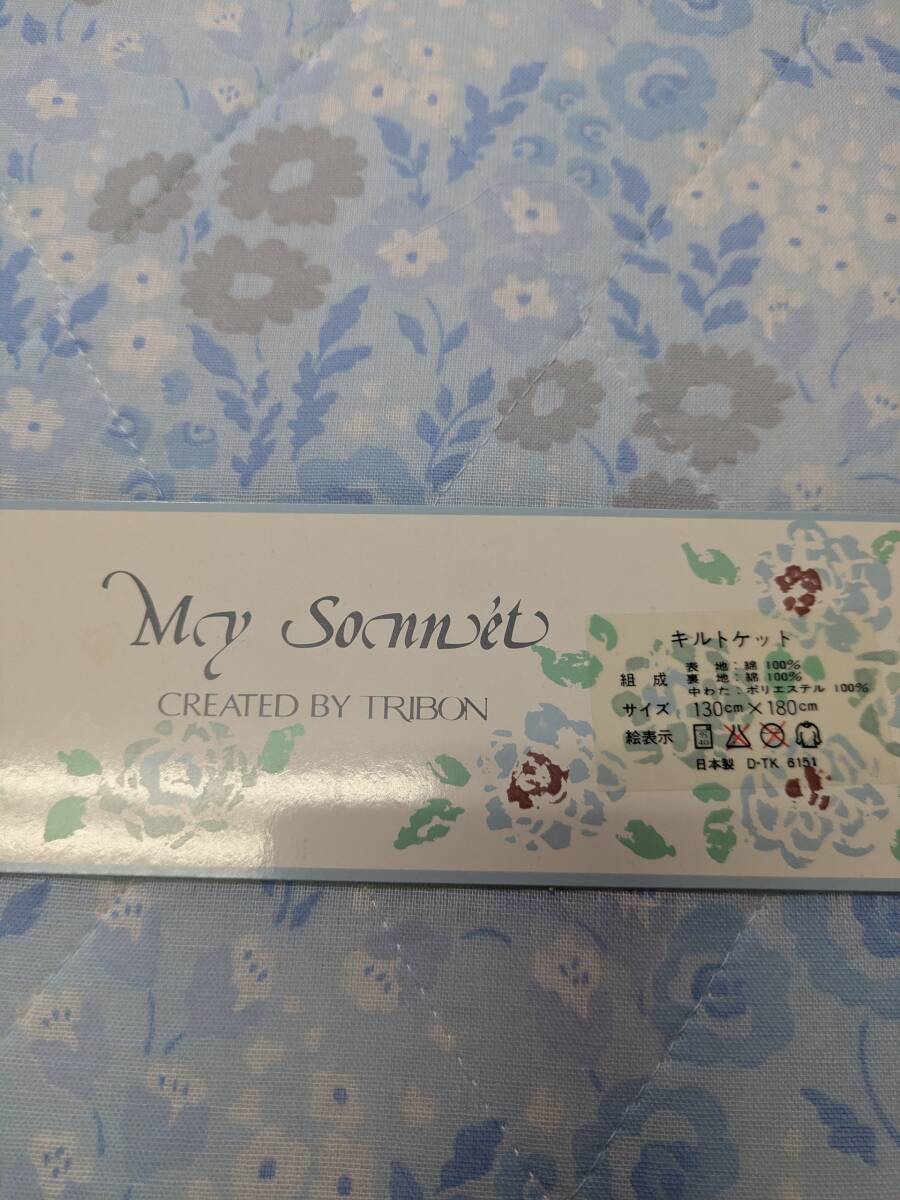 My Sonnet
CREATED BY TRIBON
キルトケット
組成 表地:綿 100%
裏地:綿 100%
中わた:ポリエステル 100%
サイズ 130cm×180cm
絵表示
日本製 D-TK 6151